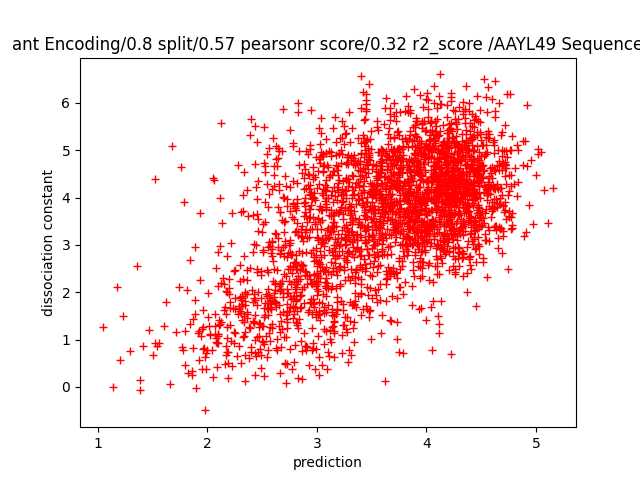 ant Encoding/0.8 split/0.57 pearsonr score/0.32 r2_score /AAYL49 Sequence
6
5
4
3
2
1
0
dissociation constant
1 2 3 4 5
prediction